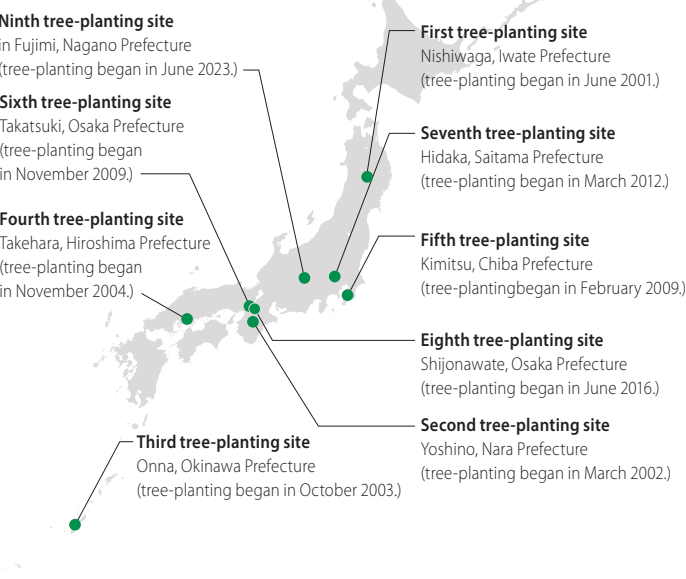 Ninth tree-planting site
in Fujimi, Nagano Prefecture
(tree-planting began in June 2023.)
Sixth tree-planting site
Takatsuki, Osaka Prefecture
(tree-planting began
in November 2009.)
Fourth tree-planting site
Takehara, Hiroshima Prefecture
(tree-planting began
in November 2004.)
First tree-planting site
Nishiwaga, Iwate Prefecture
(tree-planting began in June 2001.)
Seventh tree-planting site
Hidaka, Saitama Prefecture
(tree-planting began in March 2012.)
Fifth tree-planting site
Kimitsu, Chiba Prefecture
(tree-plantingbegan in February 2009.)
Eighth tree-planting site
Shijonawate, Osaka Prefecture
(tree-planting began in June 2016.)
Second tree-planting site
Yoshino, Nara Prefecture
(tree-planting began in March 2002.)
Third tree-planting site
Onna, Okinawa Prefecture
(tree-planting began in October 2003.)